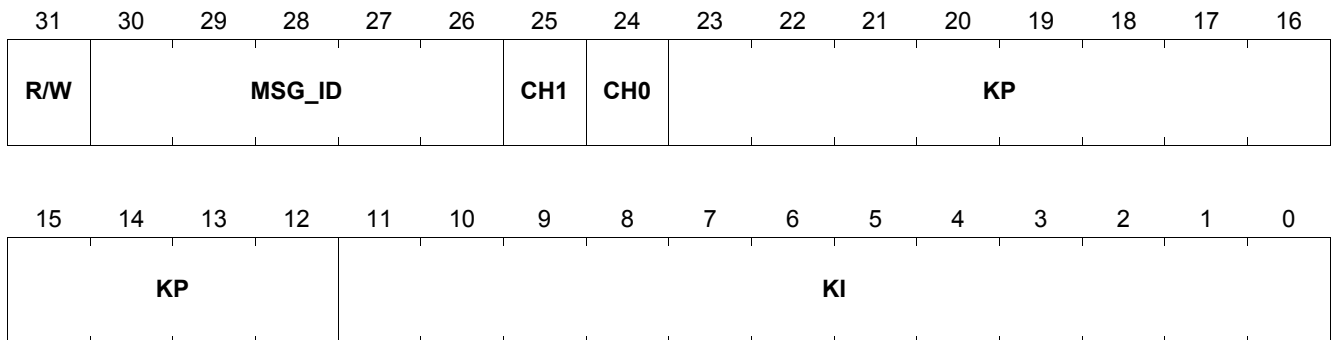 31 30 29 28 27 26 25 24 23 22 21 20 19 18 17 16
R/W MSG_ID CH1 CH0 KP
15 14 13 12 11 10 9 8 7 6 5 4 3 2 1 0
KP KI